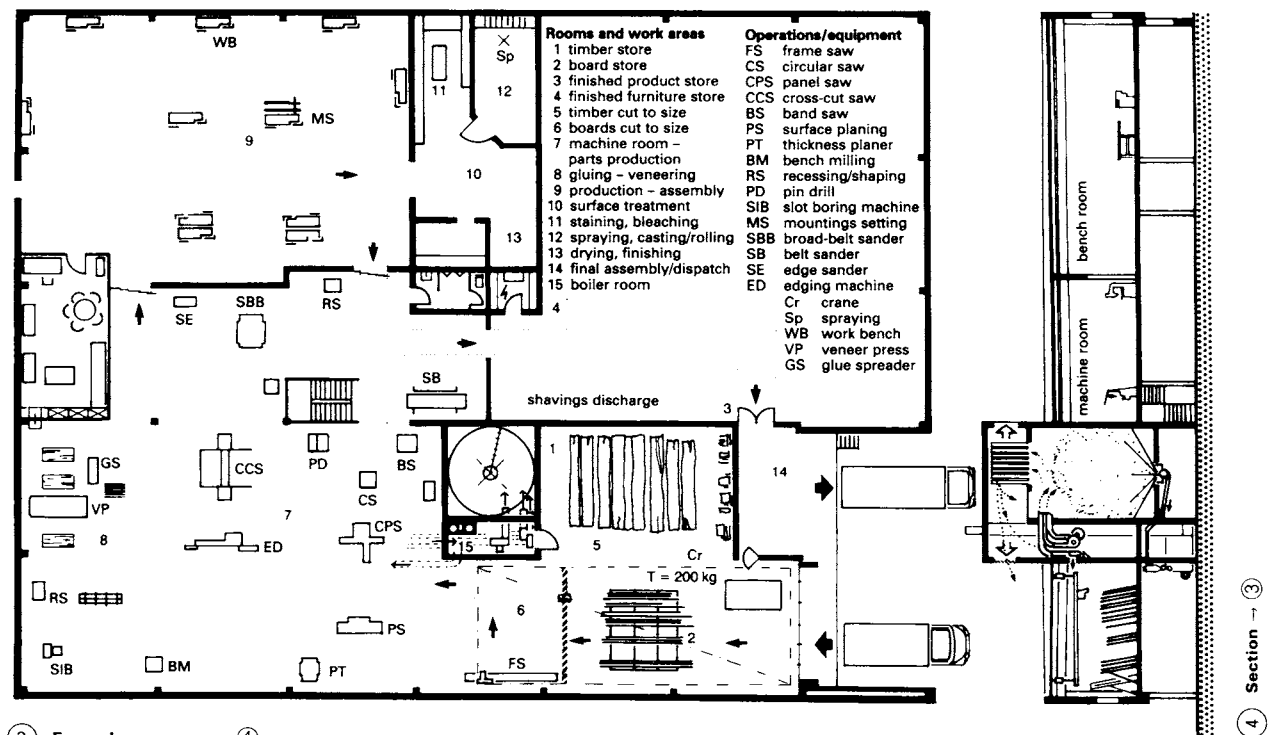 Rooms and work areas
1 timber store
2 board store
3 finished product store
4 finished furniture store
5 timber cut to size
6 boards cut to size
7 machine room –
parts production
8 gluing – veneering
9 production – assembly
10 surface treatment
11 staining, bleaching
12 spraying, casting/rolling
13 drying, finishing
14 final assembly/dispatch
15 boiler room
Operations/equipment
FS frame saw
CS circular saw
CPS panel saw
CCS cross-cut saw
BS band saw
PS surface planing
PT thickness planer
BM bench milling
RS recessing/shaping
PD pin drill
SIB slot boring machine
MS mountings setting
SBB broad-belt sander
SB belt sander
SE edge sander
ED edging machine
Cr crane
Sp spraying
WB work bench
VP veneer press
GS glue spreader
WB
Sp
11
12
MS
9
10
13
SE
SBB
RS
4
SB
shavings discharge
3
GS
CCS
PD
BS
1
14
CS
VP
7
CPS
8
ED
15
5
Cr
T = 200 kg
RS
6
2
PS
SIB
BM
PT
FS
bench room
machine room
4 Section → 3
4